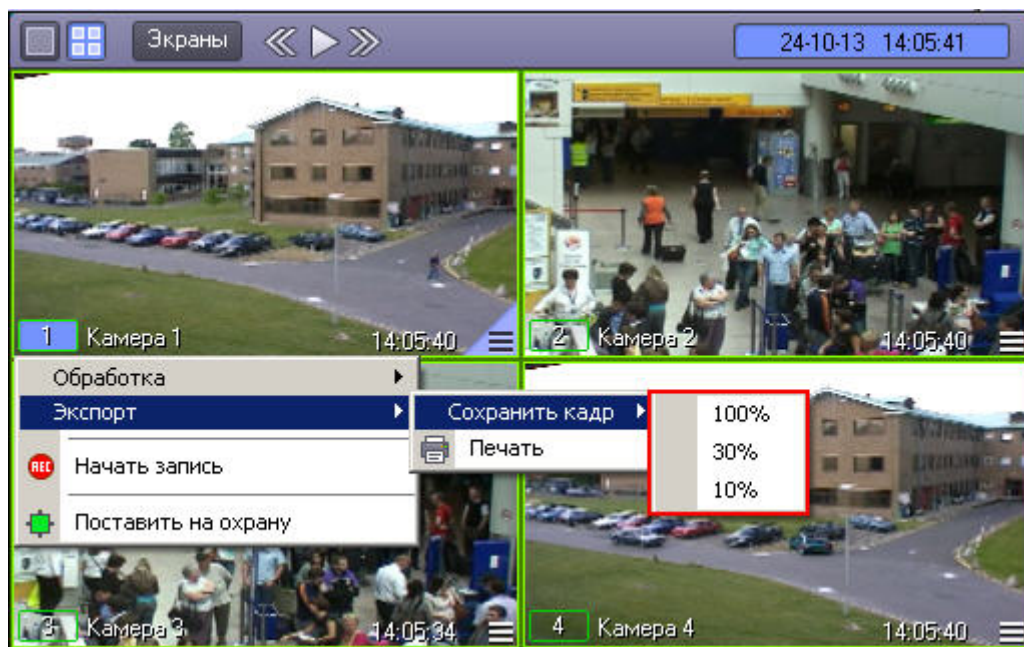 Экраны
24-10-13 14:05:41
1 Камера 1 14:05:40
2 Камера 2 14:05:40
Обработка
Экспорт
Сохранить кадр
100%
30%
10%
Печать
REC Начать запись
Поставить на охрану
3 Камера 3 14:05:34
4 Камера 4 14:05:40